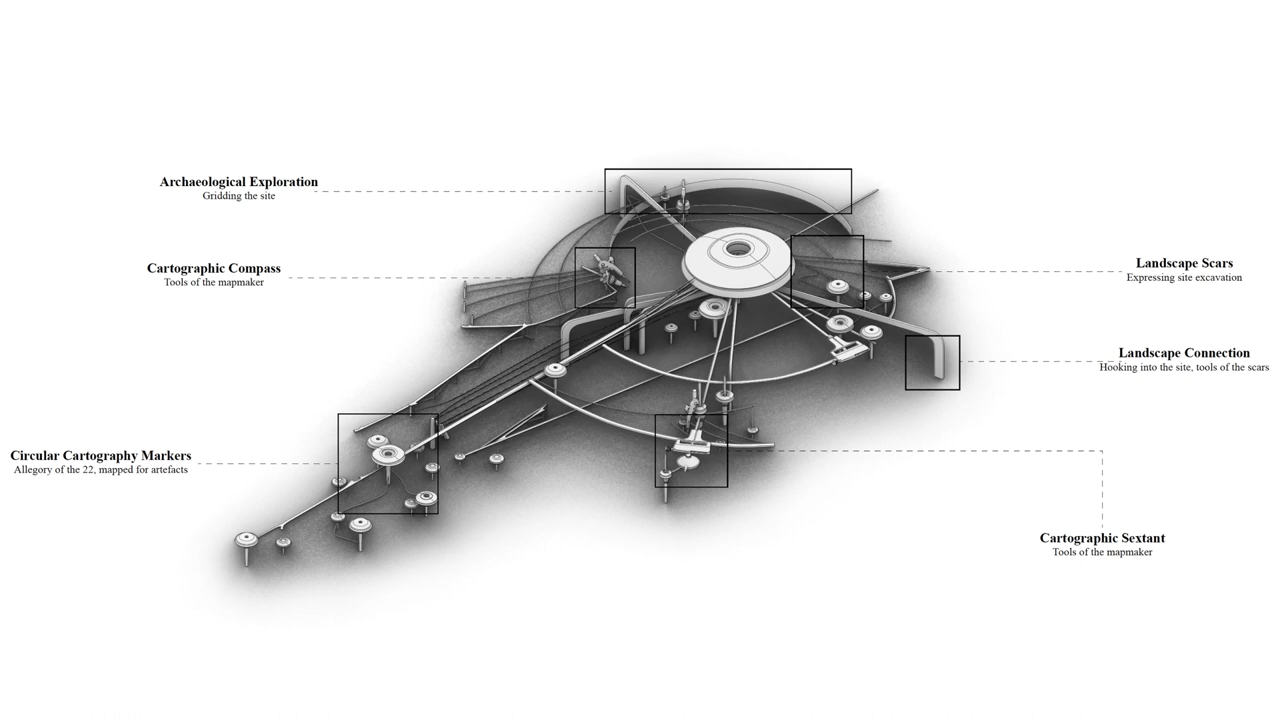 Archaeological Exploration
Gridding the site
Cartographic Compass
Tools of the mapmaker
Landscape Scars
Expressing site excavation
Landscape Connection
Hooking into the site, tools of the scars
Circular Cartography Markers
Allegory of the 22, mapped for artefacts
Cartographic Sextant
Tools of the mapmaker